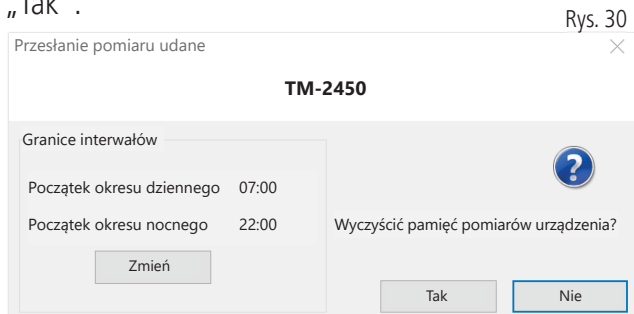 „Tak”.
Rys. 30
Przesłanie pomiaru udane
TM-2450
Granice interwałów
Początek okresu dziennego 07:00
Początek okresu nocnego 22:00
Wyczyścić pamięć pomiarów urządzenia?
Zmień
Tak
Nie